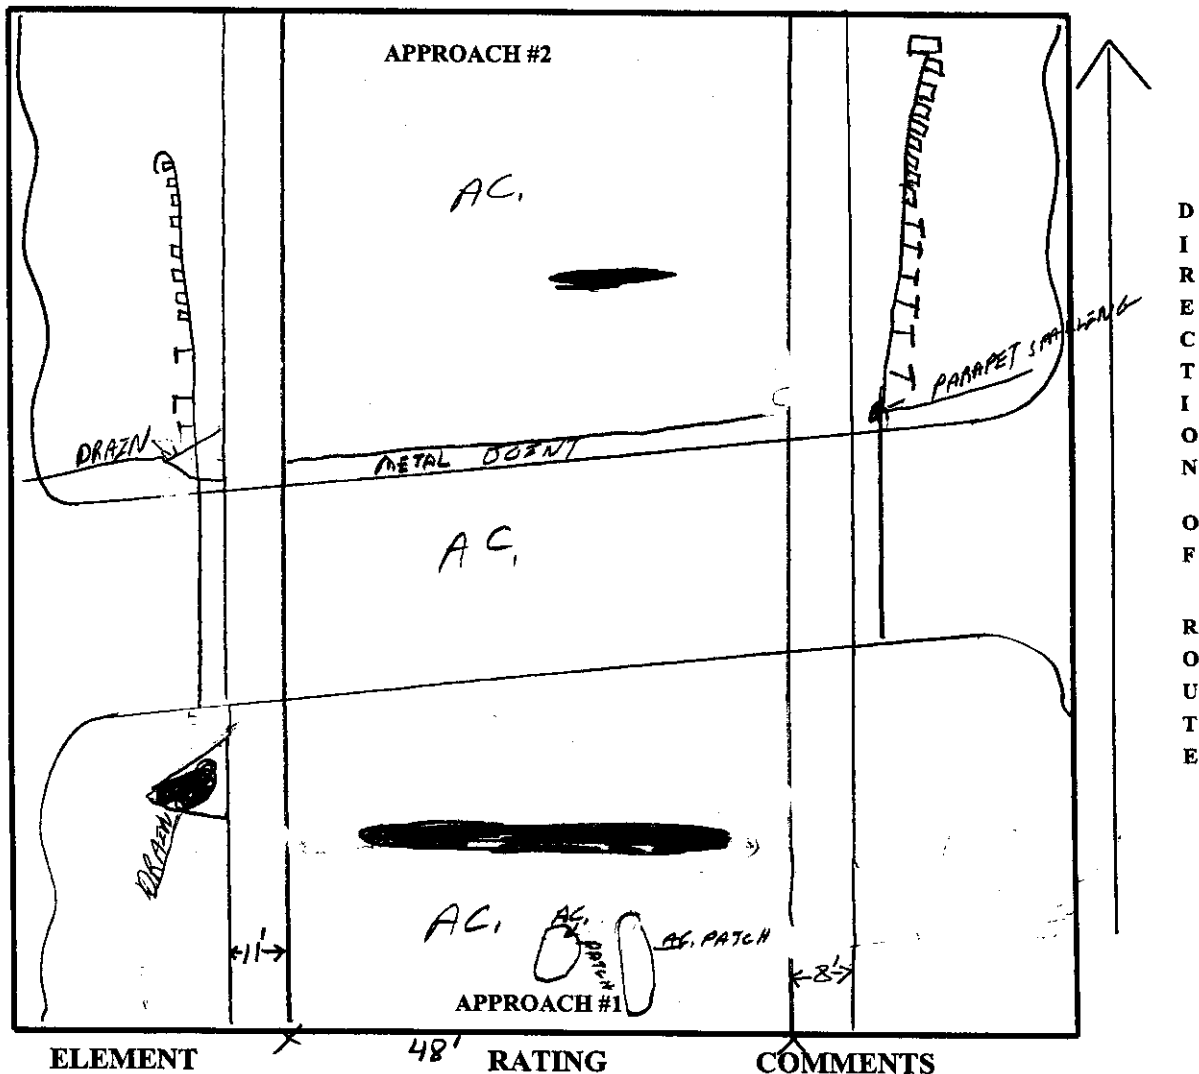 APPROACH #2
AC.
DIRECTION OF ROUTE
PARAPET SPALLING
DRAIN
METAL JOINT
AC.
DRAIN
AC.
AC. PATCH
AC. PATCH
11'
8'
APPROACH #1
48'
ELEMENT RATING COMMENTS